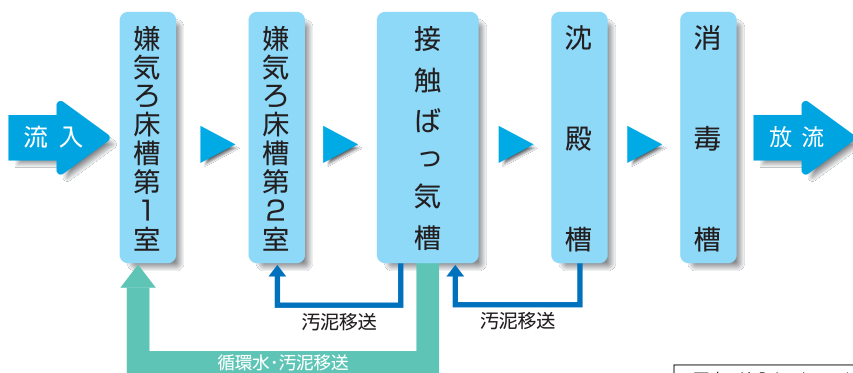 流入
嫌気ろ床槽第1室
嫌気ろ床槽第2室
接触ばっ気槽
沈殿槽
消毒槽
放流
汚泥移送
汚泥移送
循環水・汚泥移送